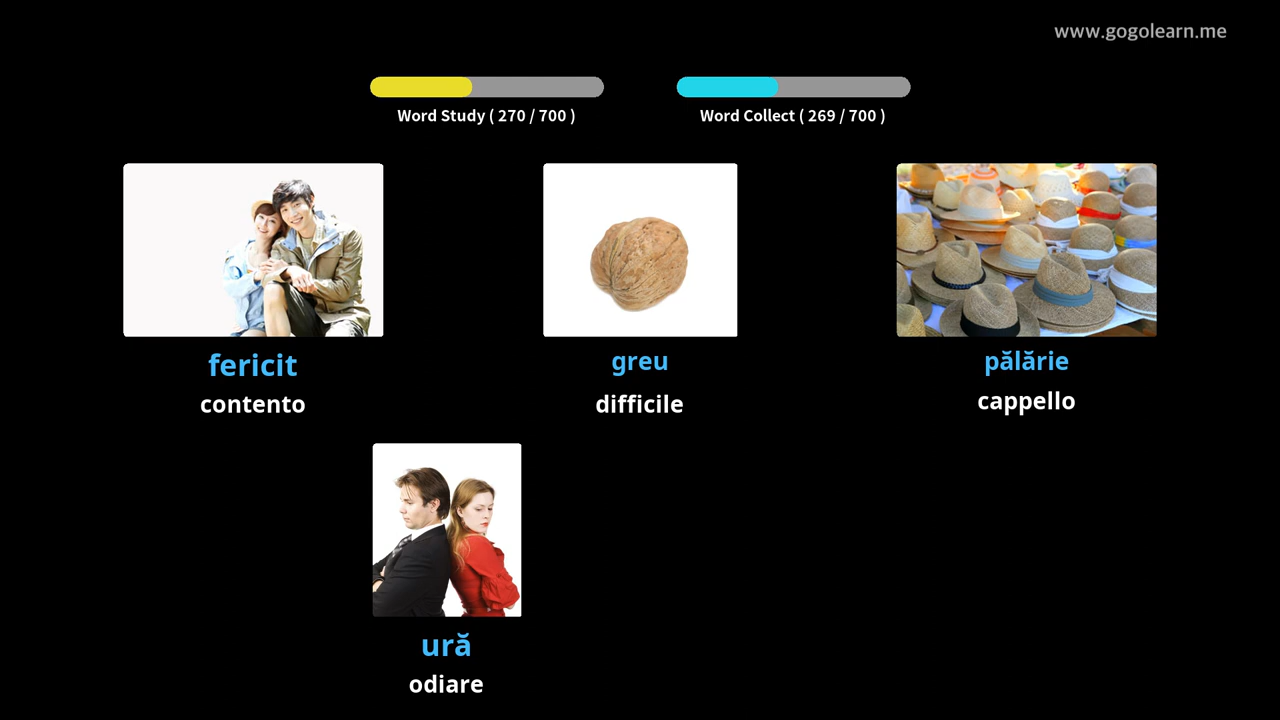 www.gogolearn.me
Word Study ( 270 / 700 )
Word Collect ( 269 / 700 )
fericit
contento
greu
difficile
pălărie
cappello
ură
odiare